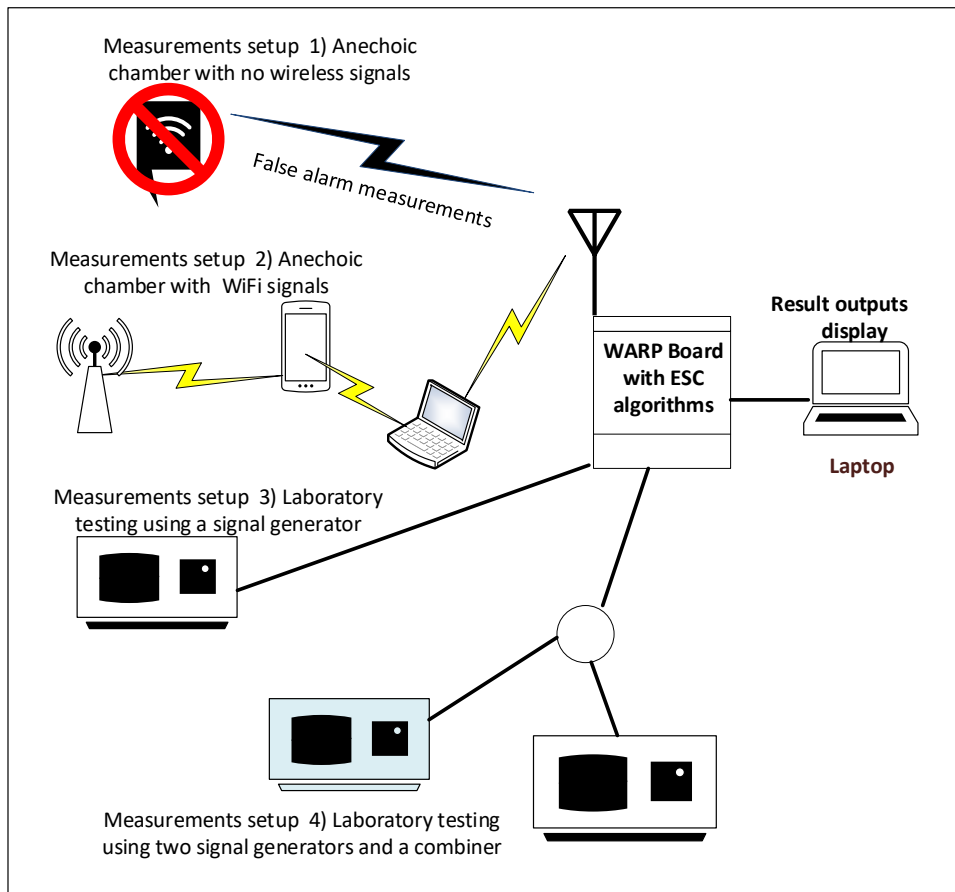 Measurements setup 1) Anechoic
chamber with no wireless signals
False alarm measurements
Measurements setup 2) Anechoic
chamber with WiFi signals
Result outputs
display
WARP Board
with ESC
algorithms
Laptop
Measurements setup 3) Laboratory
testing using a signal generator
Measurements setup 4) Laboratory testing
using two signal generators and a combiner